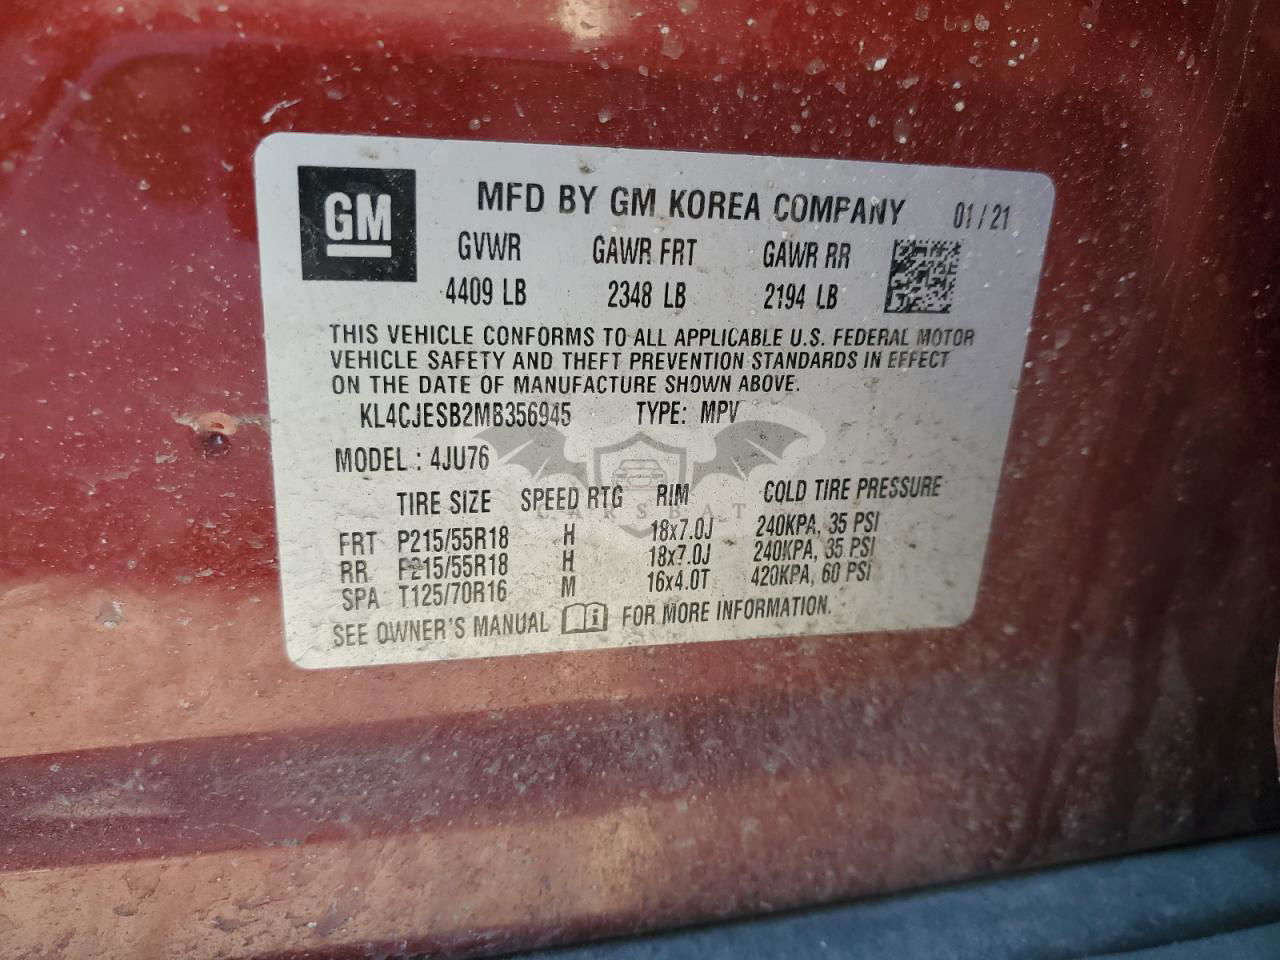 GM
MFD BY GM KOREA COMPANY 01/21
GVWR GAWR FRT GAWR RR
4409 LB 2348 LB 2194 LB
THIS VEHICLE CONFORMS TO ALL APPLICABLE U.S. FEDERAL MOTOR
VEHICLE SAFETY AND THEFT PREVENTION STANDARDS IN EFFECT
ON THE DATE OF MANUFACTURE SHOWN ABOVE.
KL4CJESB2MB356945 TYPE: MPV
MODEL : 4JU76
TIRE SIZE SPEED RTG RIM COLD TIRE PRESSURE
CARSBAT
FRT P215/55R18 H 18x7.0J 240KPA, 35 PSI
RR P215/55R18 H 18x7.0J 240KPA, 35 PSI
SPA T125/70R16 M 16x4.0T 420KPA, 60 PSI
SEE OWNER'S MANUAL FOR MORE INFORMATION.